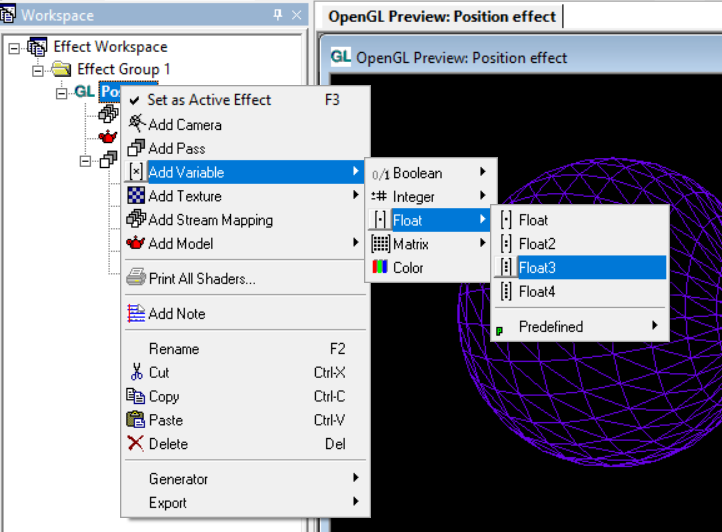 Workspace
OpenGL Preview: Position effect
Effect Workspace
GL OpenGL Preview: Position effect
Effect Group 1
GL Po
Set as Active Effect F3
Add Camera
Add Pass
Add Variable
0/1 Boolean
Add Texture
Integer
Add Stream Mapping
Float
Float
Add Model
Matrix
Float2
Color
Float3
Print All Shaders...
Float4
Add Note
Predefined
Rename F2
Cut Ctrl-X
Copy Ctrl-C
Paste Ctrl-V
Delete Del
Generator
Export